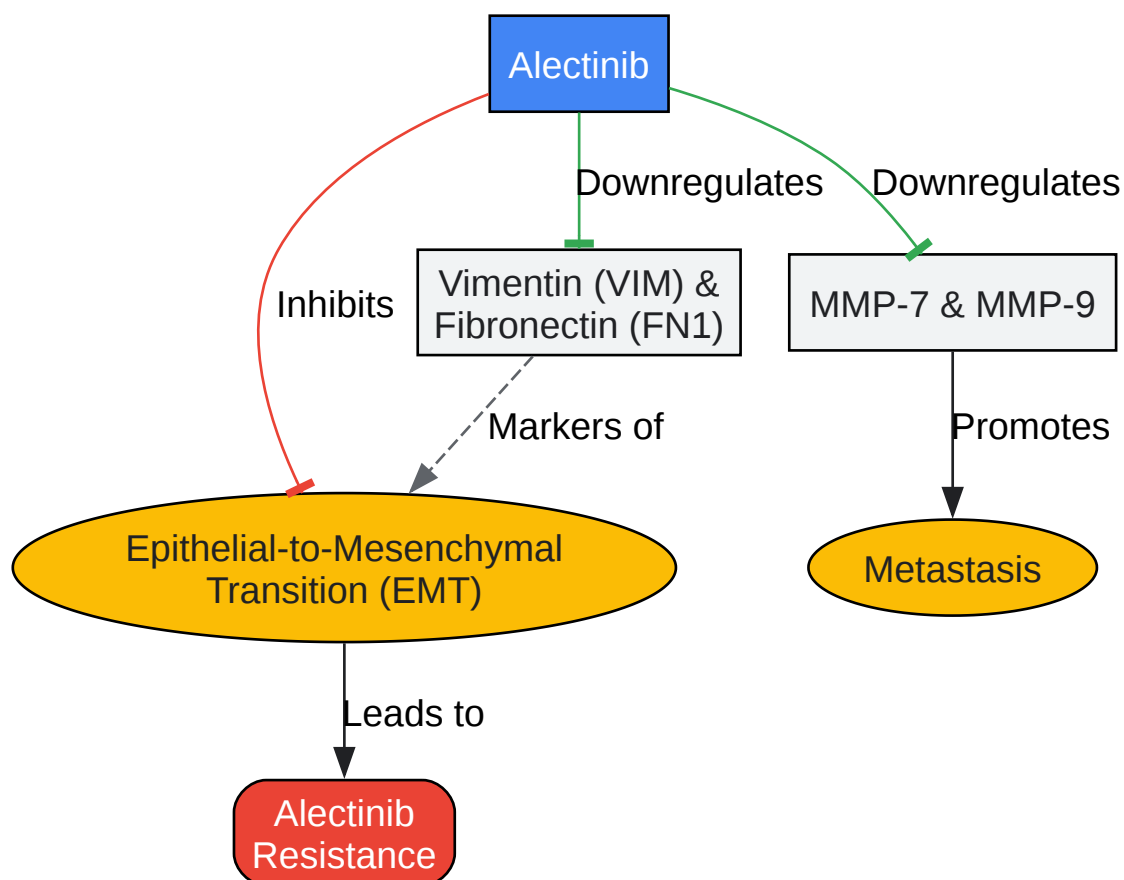 Alectinib
Downregulates
Downregulates
Inhibits
Vimentin (VIM) &
Fibronectin (FN1)
MMP-7 & MMP-9
Markers of
Promotes
Epithelial-to-Mesenchymal
Transition (EMT)
Metastasis
Leads to
Alectinib
Resistance